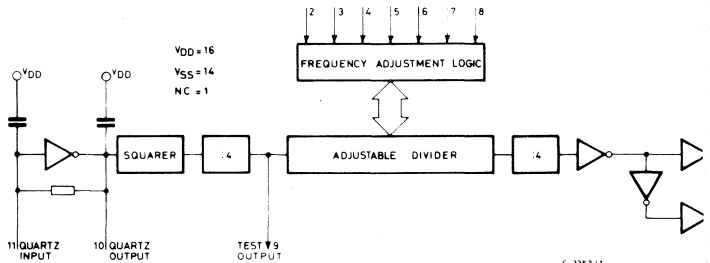 2 3 4 5 6 7 8
VDD = 16
VSS = 14
NC = 1
VDD
VDD
FREQUENCY ADJUSTMENT LOGIC
SQUARER
:4
ADJUSTABLE DIVIDER
:4
11 QUARTZ
INPUT
10 QUARTZ
OUTPUT
TEST 9
OUTPUT